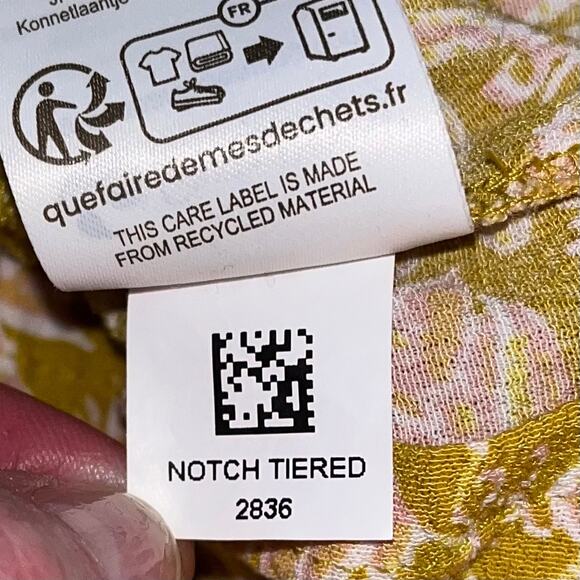 Konnetlaantje
FR
quefairedemesdechets.fr
THIS CARE LABEL IS MADE
FROM RECYCLED MATERIAL
NOTCH TIERED
2836